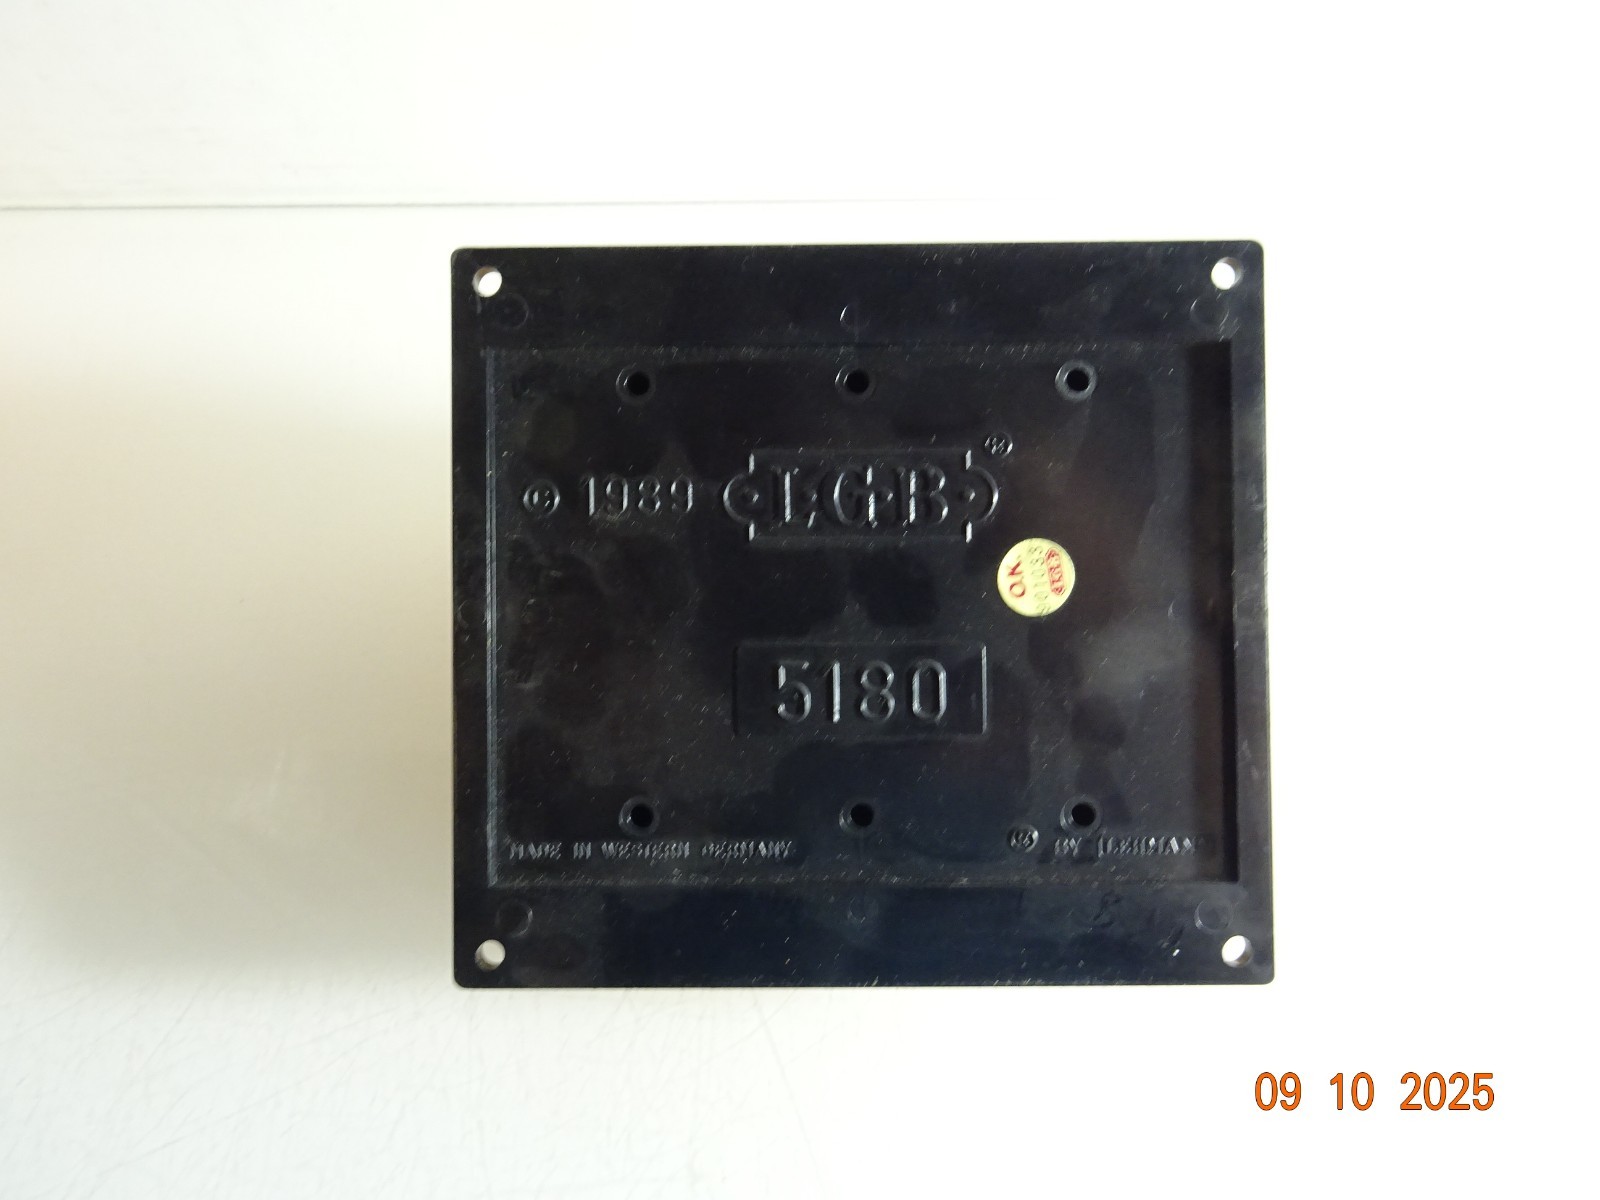 © 1989 LGB ®
O.K.
5180
MADE IN WESTERN GERMANY
BY LEHMANN
09 10 2025